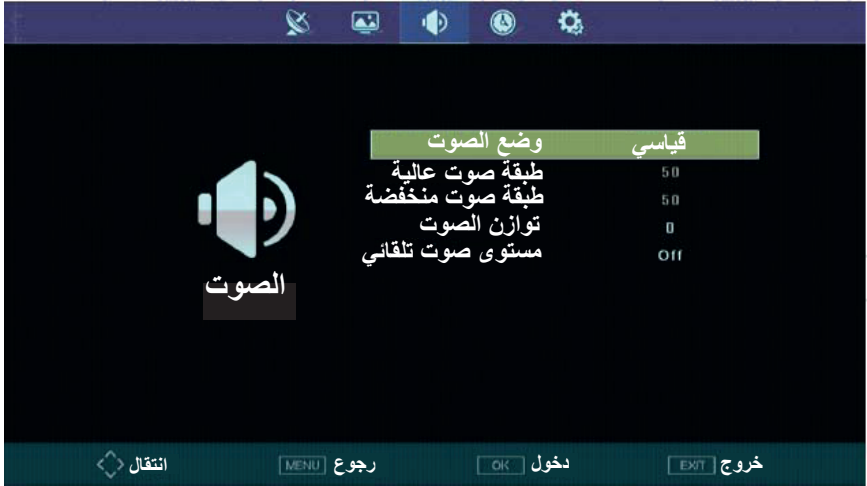 وضع الصوت قياسي
طبقة صوت عالية 50
طبقة صوت منخفضة 50
توازن الصوت 0
مستوى صوت تلقائي Off
الصوت
انتقال MENU رجوع OK دخول EXIT خروج